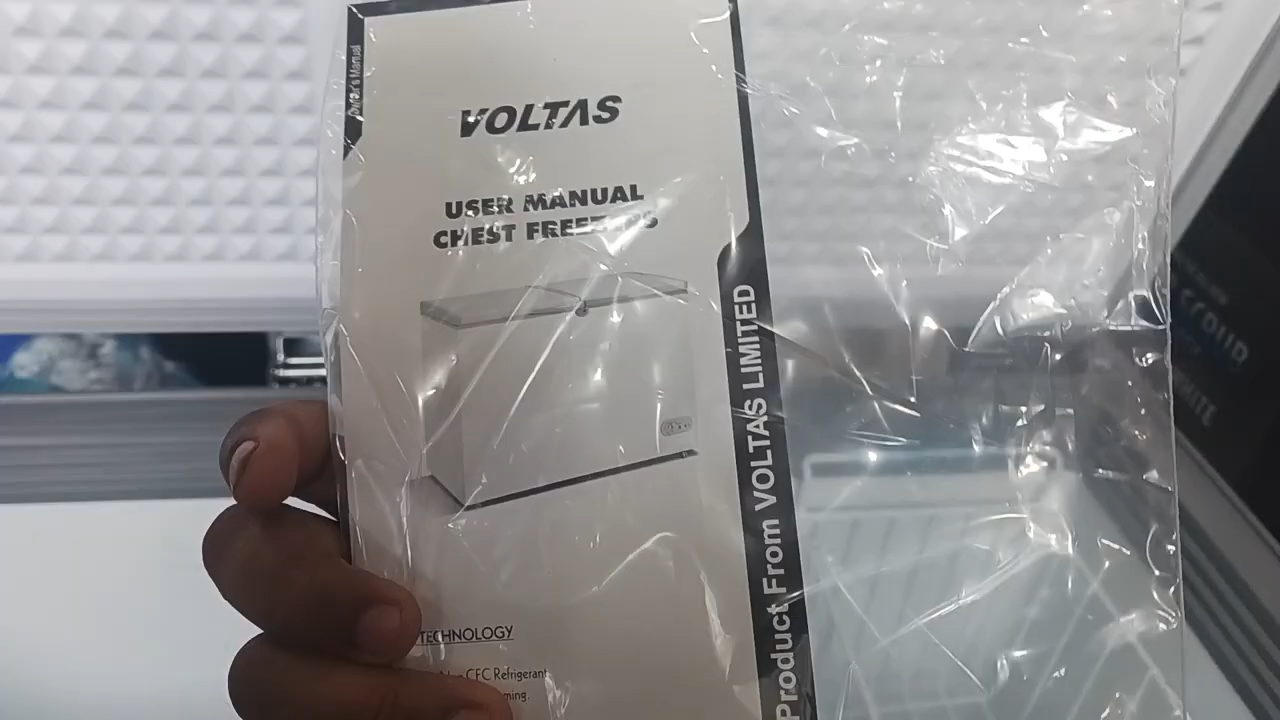 Owner's Manual
VOLTAS
USER MANUAL
CHEST FREEZERS
Product From VOLTAS LIMITED
TECHNOLOGY
CFC Refrigerant